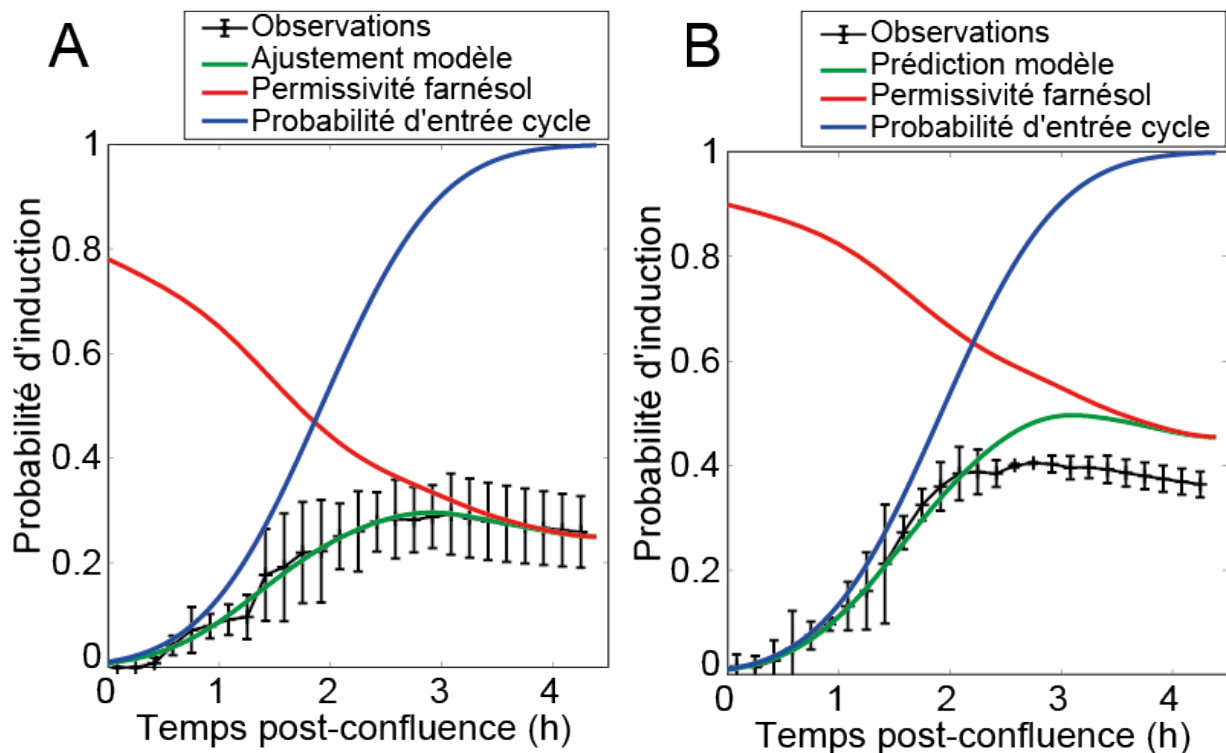 A
Observations
Ajustement modèle
Permissivité farnésol
Probabilité d'entrée cycle
1
0.8
0.6
0.4
0.2
0
0 1 2 3 4
Probabilité d'induction
Temps post-confluence (h)
B
Observations
Prédiction modèle
Permissivité farnésol
Probabilité d'entrée cycle
1
0.8
0.6
0.4
0.2
0
0 1 2 3 4
Probabilité d'induction
Temps post-confluence (h)